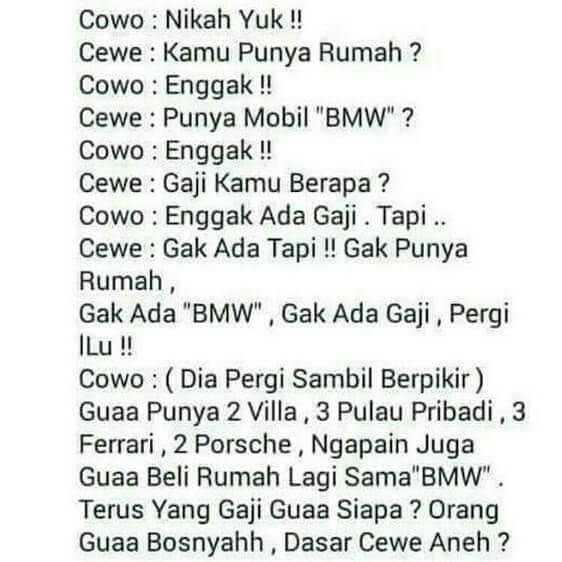 Cowo : Nikah Yuk !!
Cewe : Kamu Punya Rumah ?
Cowo : Enggak !!
Cewe : Punya Mobil "BMW" ?
Cowo : Enggak !!
Cewe : Gaji Kamu Berapa ?
Cowo : Enggak Ada Gaji . Tapi ..
Cewe : Gak Ada Tapi !! Gak Punya
Rumah ,
Gak Ada "BMW" , Gak Ada Gaji , Pergi
lLu !!
Cowo : ( Dia Pergi Sambil Berpikir )
Guaa Punya 2 Villa , 3 Pulau Pribadi , 3
Ferrari , 2 Porsche , Ngapain Juga
Guaa Beli Rumah Lagi Sama"BMW" .
Terus Yang Gaji Guaa Siapa ? Orang
Guaa Bosnyahh , Dasar Cewe Aneh ?